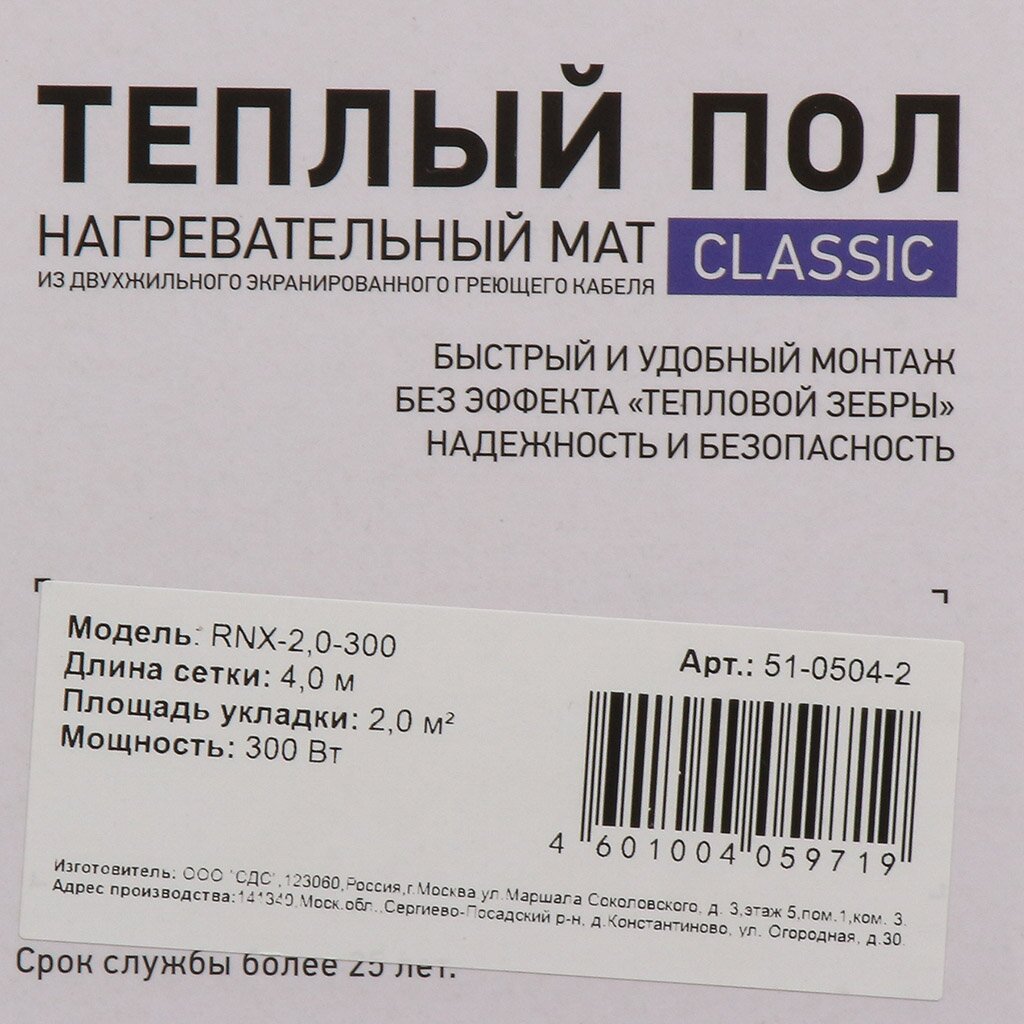 ТЕПЛЫЙ ПОЛ
НАГРЕВАТЕЛЬНЫЙ МАТ CLASSIC
ИЗ ДВУХЖИЛЬНОГО ЭКРАНИРОВАННОГО ГРЕЮЩЕГО КАБЕЛЯ
БЫСТРЫЙ И УДОБНЫЙ МОНТАЖ
БЕЗ ЭФФЕКТА «ТЕПЛОВОЙ ЗЕБРЫ»
НАДЕЖНОСТЬ И БЕЗОПАСНОСТЬ
Модель: RNX-2,0-300
Длина сетки: 4,0 м
Площадь укладки: 2,0 м²
Мощность: 300 Вт
Арт.: 51-0504-2
4 601004 059719
Изготовитель: ООО "СДС",123060,Россия,г.Москва ул.Маршала Соколовского, д. 3,этаж 5,пом.1,ком. 3.
Адрес производства:141340,Моск.обл.,Сергиево-Посадский р-н, д.Константиново, ул. Огородная, д.30.
Срок службы более 25 лет.